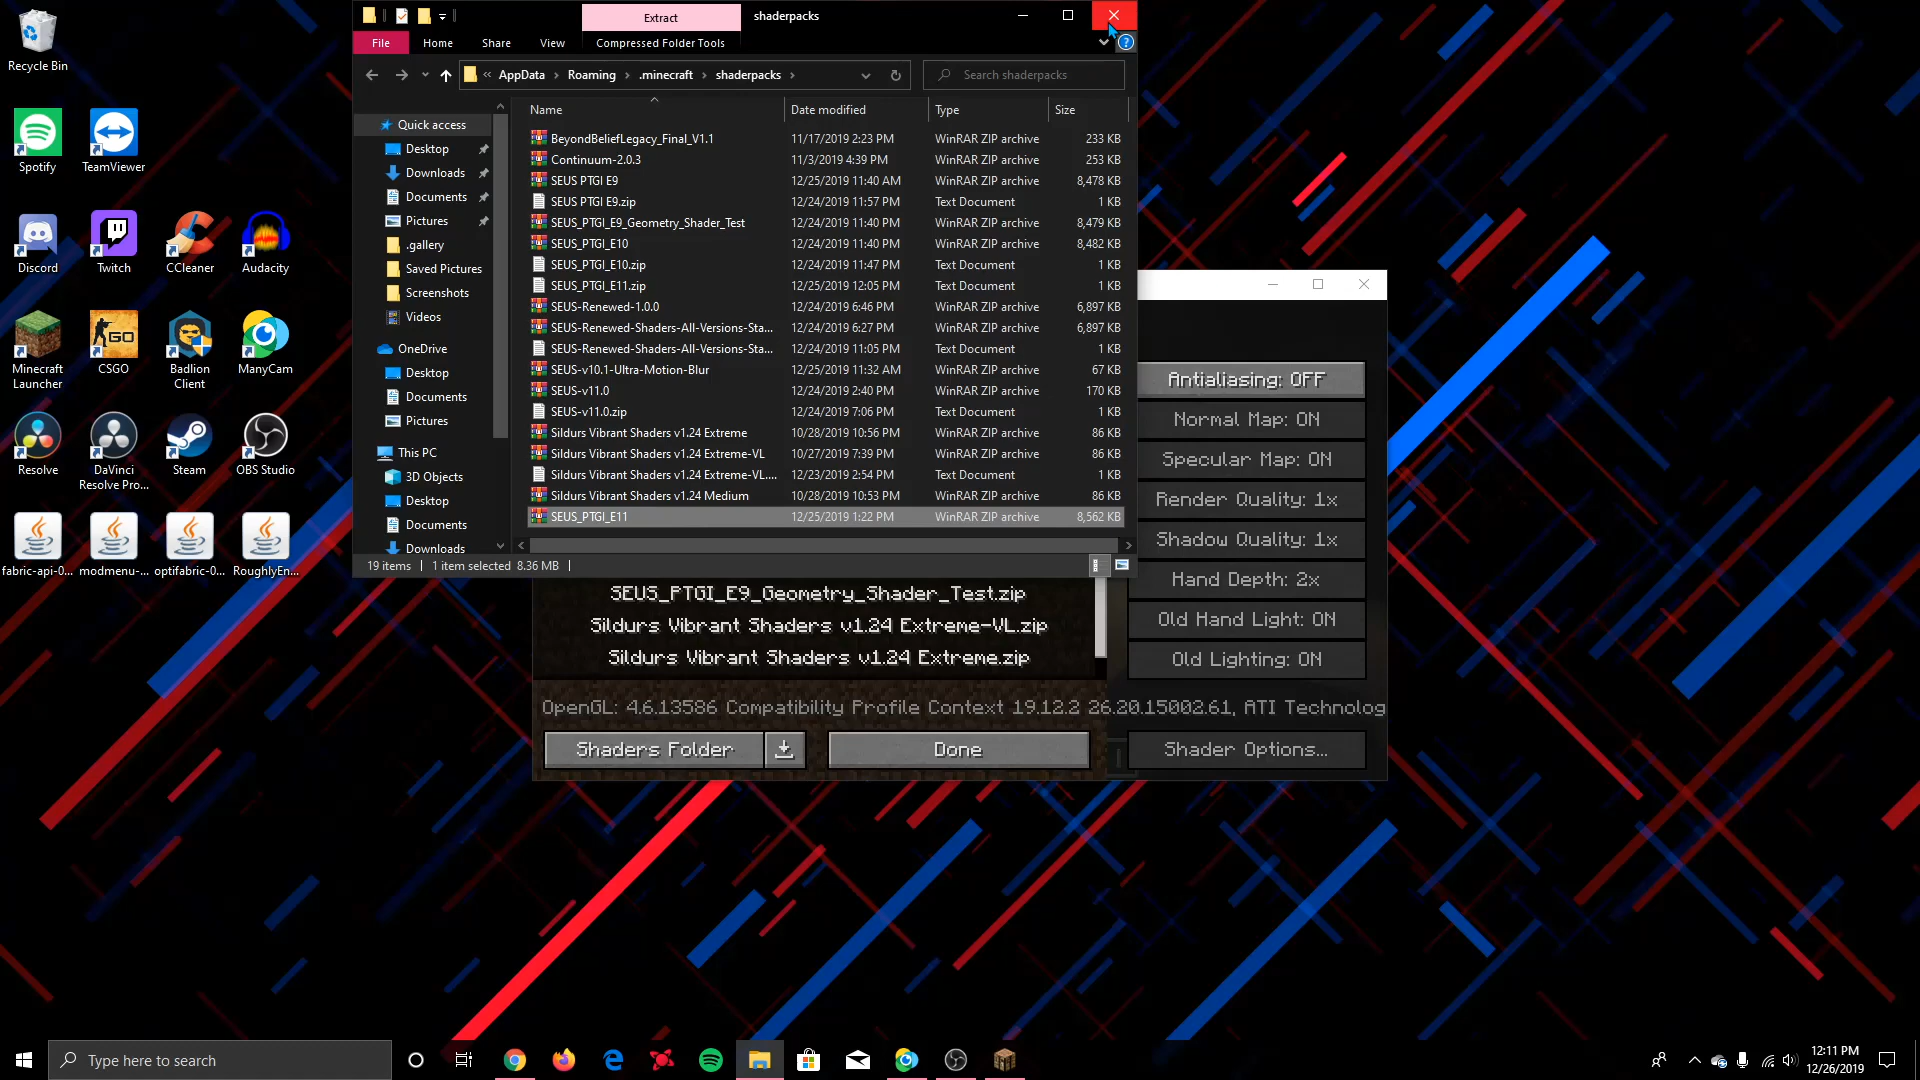 Recycle Bin
Spotify
TeamViewer
Discord
Twitch
CCleaner
Audacity
Minecraft
Launcher
CSGO
Badlion
Client
ManyCam
Resolve
DaVinci
Resolve Pro...
Steam
OBS Studio
fabric-api-0...
modmenu-...
optifabric-0...
RoughlyEn...
Extract
shaderpacks
File
Home
Share
View
Compressed Folder Tools
« AppData › Roaming › .minecraft › shaderpacks ›
Search shaderpacks
Quick access
Desktop
Downloads
Documents
Pictures
.gallery
Saved Pictures
Screenshots
Videos
OneDrive
Desktop
Documents
Pictures
This PC
3D Objects
Desktop
Documents
Downloads
Name Date modified Type Size
BeyondBeliefLegacy_Final_V1.1 11/17/2019 2:23 PM WinRAR ZIP archive 233 KB
Continuum-2.0.3 11/3/2019 4:39 PM WinRAR ZIP archive 253 KB
SEUS PTGI E9 12/25/2019 11:40 AM WinRAR ZIP archive 8,478 KB
SEUS PTGI E9.zip 12/24/2019 11:57 PM Text Document 1 KB
SEUS_PTGI_E9_Geometry_Shader_Test 12/24/2019 11:40 PM WinRAR ZIP archive 8,479 KB
SEUS_PTGI_E10 12/24/2019 11:40 PM WinRAR ZIP archive 8,482 KB
SEUS_PTGI_E10.zip 12/24/2019 11:47 PM Text Document 1 KB
SEUS_PTGI_E11.zip 12/25/2019 12:05 PM Text Document 1 KB
SEUS-Renewed-1.0.0 12/24/2019 6:46 PM WinRAR ZIP archive 6,897 KB
SEUS-Renewed-Shaders-All-Versions-Sta... 12/24/2019 6:27 PM WinRAR ZIP archive 6,897 KB
SEUS-Renewed-Shaders-All-Versions-Sta... 12/24/2019 11:05 PM Text Document 1 KB
SEUS-v10.1-Ultra-Motion-Blur 12/25/2019 11:32 AM WinRAR ZIP archive 67 KB
SEUS-v11.0 12/24/2019 2:40 PM WinRAR ZIP archive 170 KB
SEUS-v11.0.zip 12/24/2019 7:06 PM Text Document 1 KB
Sildurs Vibrant Shaders v1.24 Extreme 10/28/2019 10:56 PM WinRAR ZIP archive 86 KB
Sildurs Vibrant Shaders v1.24 Extreme-VL 10/27/2019 7:39 PM WinRAR ZIP archive 86 KB
Sildurs Vibrant Shaders v1.24 Extreme-VL.... 12/23/2019 2:54 PM Text Document 1 KB
Sildurs Vibrant Shaders v1.24 Medium 10/28/2019 10:53 PM WinRAR ZIP archive 86 KB
SEUS_PTGI_E11 12/25/2019 1:22 PM WinRAR ZIP archive 8,562 KB
19 items 1 item selected 8.36 MB
Antialiasing: OFF
Normal Map: ON
Specular Map: ON
Render Quality: 1x
Shadow Quality: 1x
Hand Depth: 2x
Old Hand Light: ON
Old Lighting: ON
SEUS_PTGI_E9_Geometry_Shader_Test.zip
Sildurs Vibrant Shaders v1.24 Extreme-VL.zip
Sildurs Vibrant Shaders v1.24 Extreme.zip
OpenGL: 4.6.13586 Compatibility Profile Context 19.12.2 26.20.15002.61, ATI Technolog
Shaders Folder
Done
Shader Options...
Type here to search
12:11 PM
12/26/2019